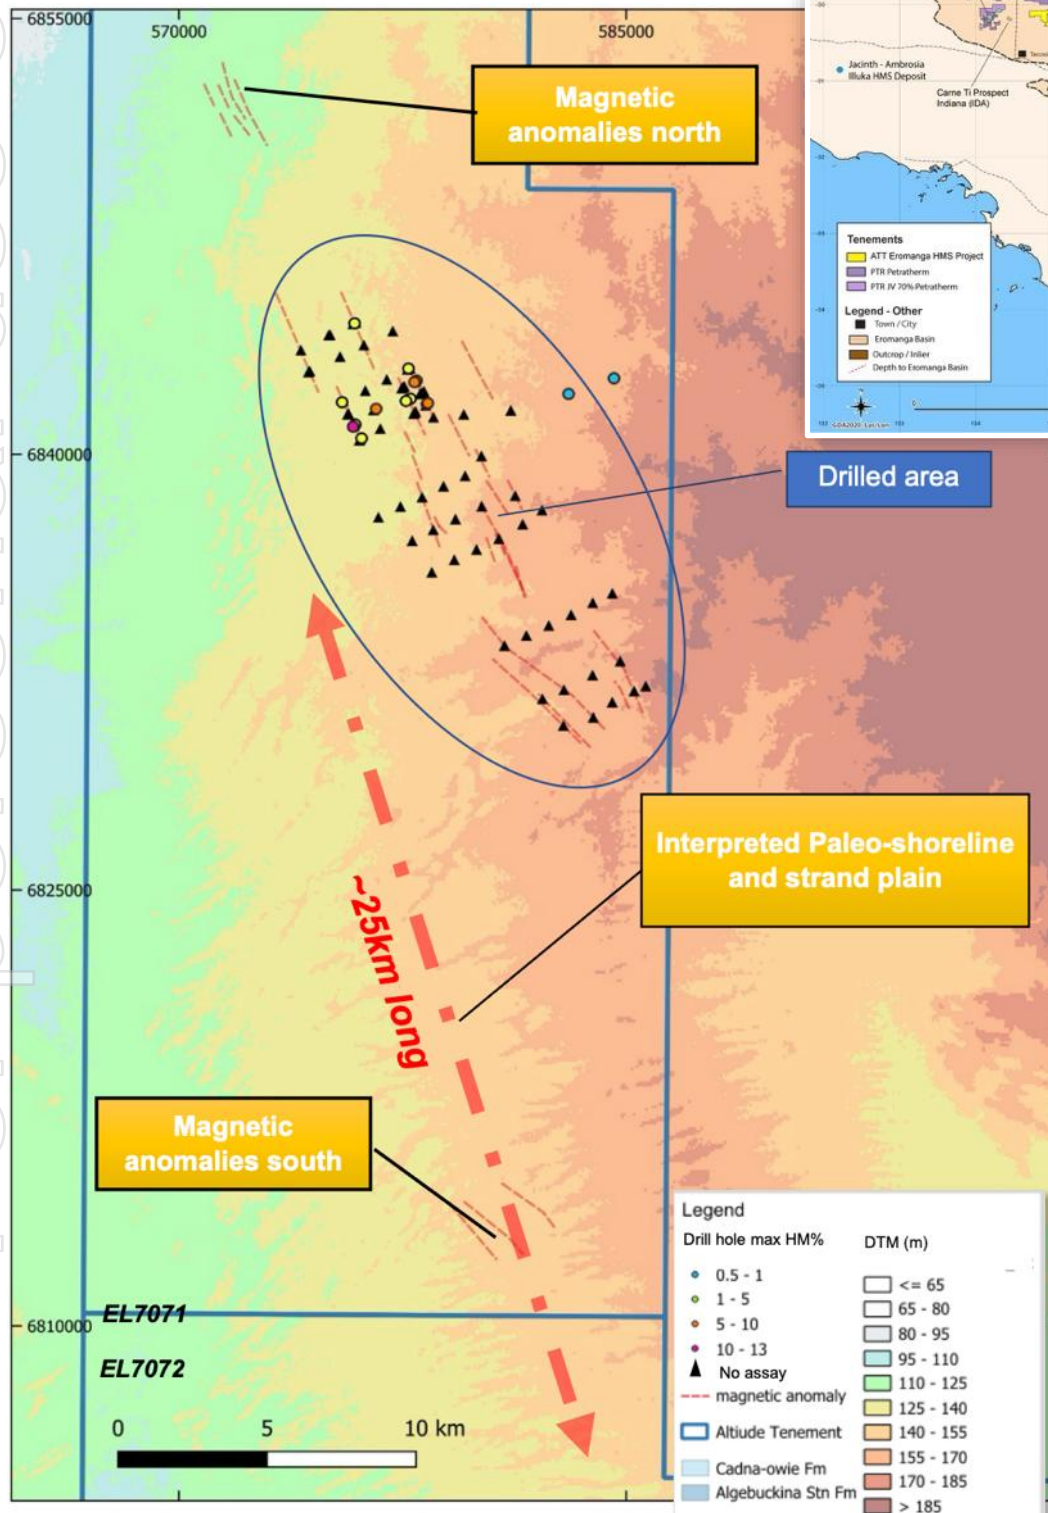 6855000
570000
585000
Magnetic
anomalies north
Jacinth - Ambrosia
Illuka HMS Deposit
Carne Ti Prospect
Indiana (IDA)
Tenements
ATT Eromanga HMS Project
PTR Petratherm
PTR JV 70% Petratherm
Legend - Other
Town / City
Eromanga Basin
Outcrop / Inlier
Depth to Eromanga Basin
0
6840000
Drilled area
Interpreted Paleo-shoreline
and strand plain
6825000
~25km long
Magnetic
anomalies south
6810000
EL7071
EL7072
0 5 10 km
Legend
Drill hole max HM%
0.5 - 1
1 - 5
5 - 10
10 - 13
No assay
magnetic anomaly
Altiude Tenement
Cadna-owie Fm
Algebuckina Stn Fm
DTM (m)
<= 65
65 - 80
80 - 95
95 - 110
110 - 125
125 - 140
140 - 155
155 - 170
170 - 185
> 185